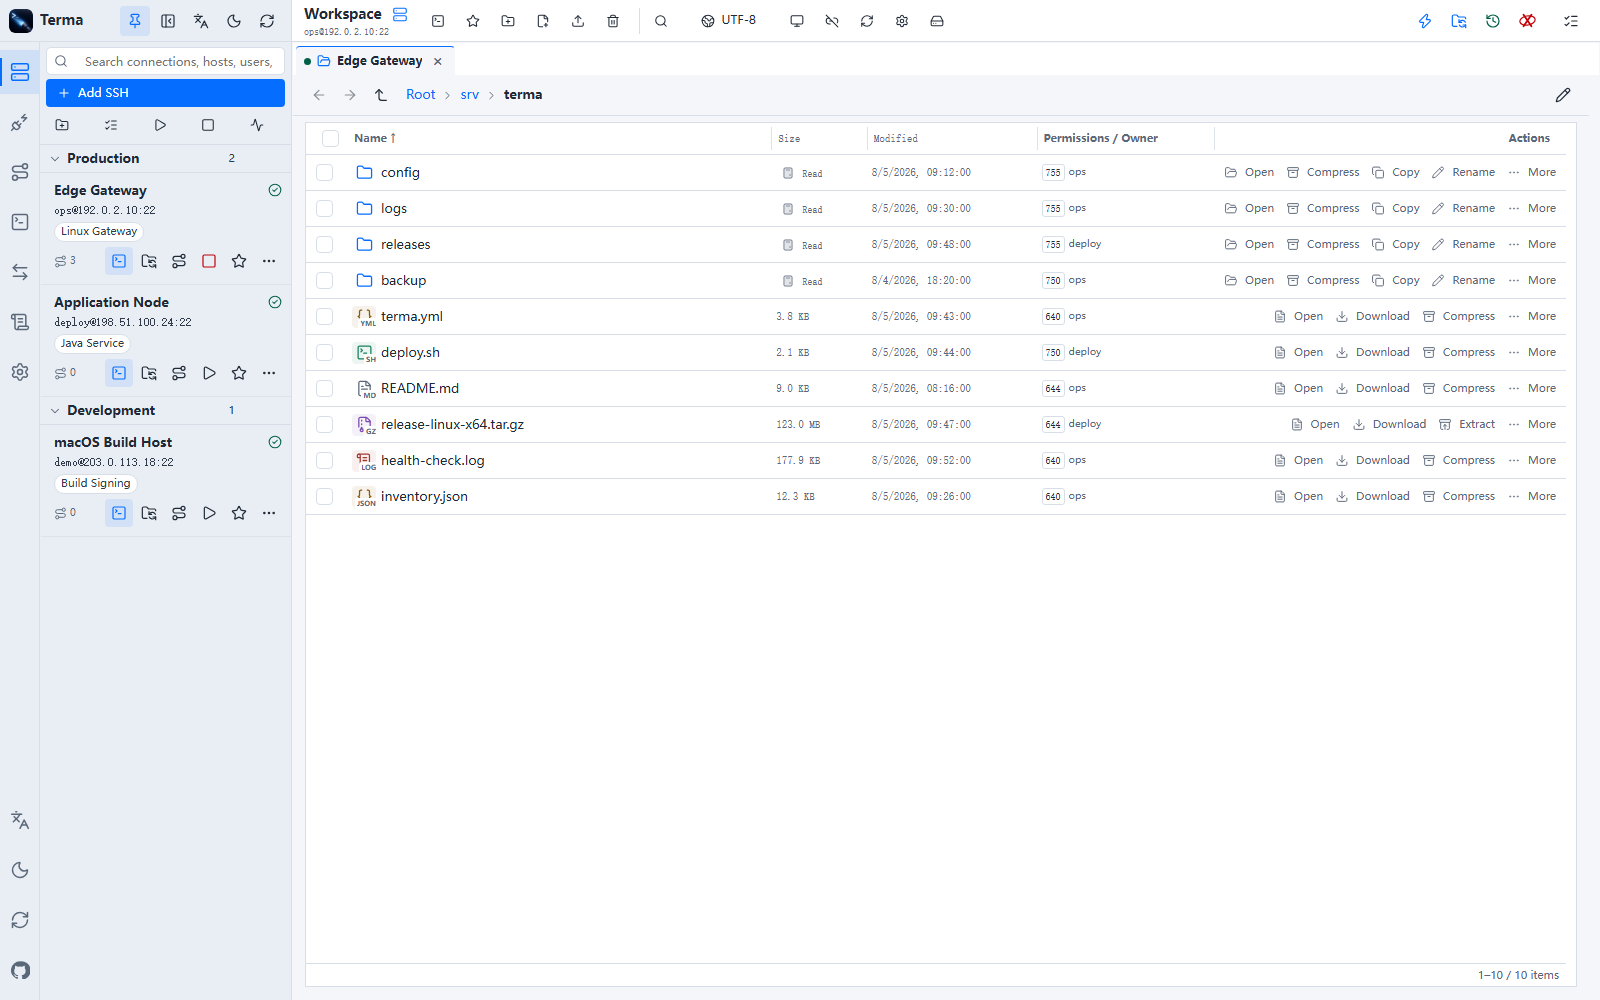 Terma
Workspace
ops@192.0.2.10:22
UTF-8
Search connections, hosts, users,
Add SSH
Production 2
Edge Gateway
ops@192.0.2.10:22
Linux Gateway
3
Application Node
deploy@198.51.100.24:22
Java Service
0
Development 1
macOS Build Host
demo@203.0.113.18:22
Build Signing
0
Edge Gateway
Root > srv > terma
Name ↑ Size Modified Permissions / Owner Actions
config Read 8/5/2026, 09:12:00 755 ops Open Compress Copy Rename ··· More
logs Read 8/5/2026, 09:30:00 755 ops Open Compress Copy Rename ··· More
releases Read 8/5/2026, 09:48:00 755 deploy Open Compress Copy Rename ··· More
backup Read 8/4/2026, 18:20:00 750 ops Open Compress Copy Rename ··· More
YML terma.yml 3.8 KB 8/5/2026, 09:43:00 640 ops Open Download Compress ··· More
SH deploy.sh 2.1 KB 8/5/2026, 09:44:00 750 deploy Open Download Compress ··· More
MD README.md 9.0 KB 8/5/2026, 08:16:00 644 ops Open Download Compress ··· More
GZ release-linux-x64.tar.gz 123.0 MB 8/5/2026, 09:47:00 644 deploy Open Download Extract ··· More
LOG health-check.log 177.9 KB 8/5/2026, 09:52:00 640 ops Open Download Compress ··· More
JSON inventory.json 12.3 KB 8/5/2026, 09:26:00 640 ops Open Download Compress ··· More
1–10 / 10 items